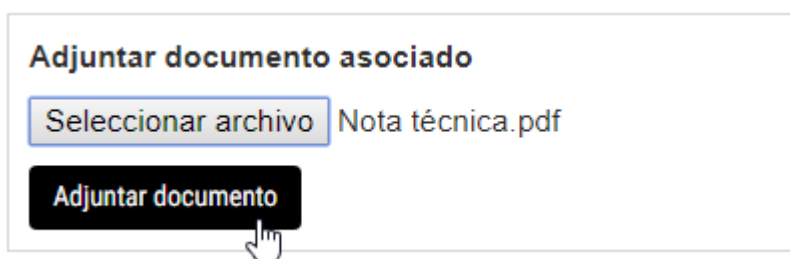 Adjuntar documento asociado
Seleccionar archivo Nota técnica.pdf
Adjuntar documento